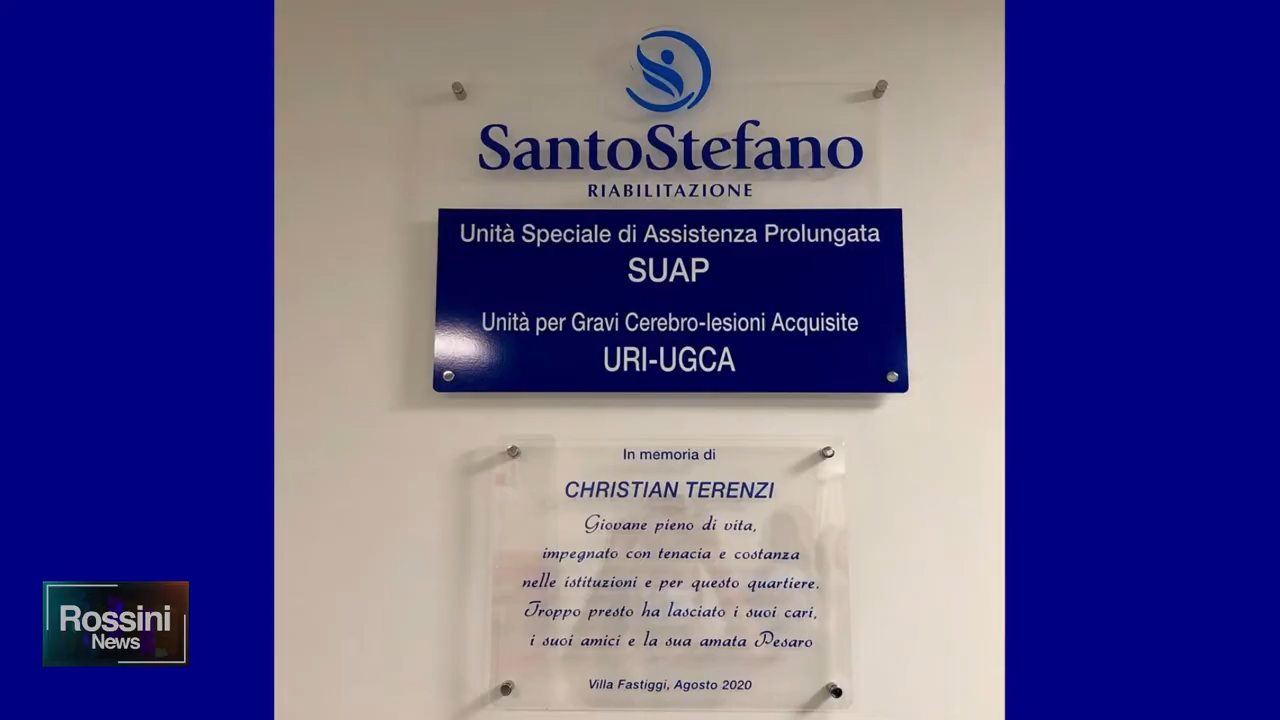 SantoStefano
RIABILITAZIONE
Unità Speciale di Assistenza Prolungata
SUAP
Unità per Gravi Cerebro-lesioni Acquisite
URI-UGCA
In memoria di
CHRISTIAN TERENZI
Giovane pieno di vita,
impegnato con tenacia e costanza
nelle istituzioni e per questo quartiere.
Troppo presto ha lasciato i suoi cari,
i suoi amici e la sua amata Pesaro
Villa Fastiggi, Agosto 2020
Rossini
News